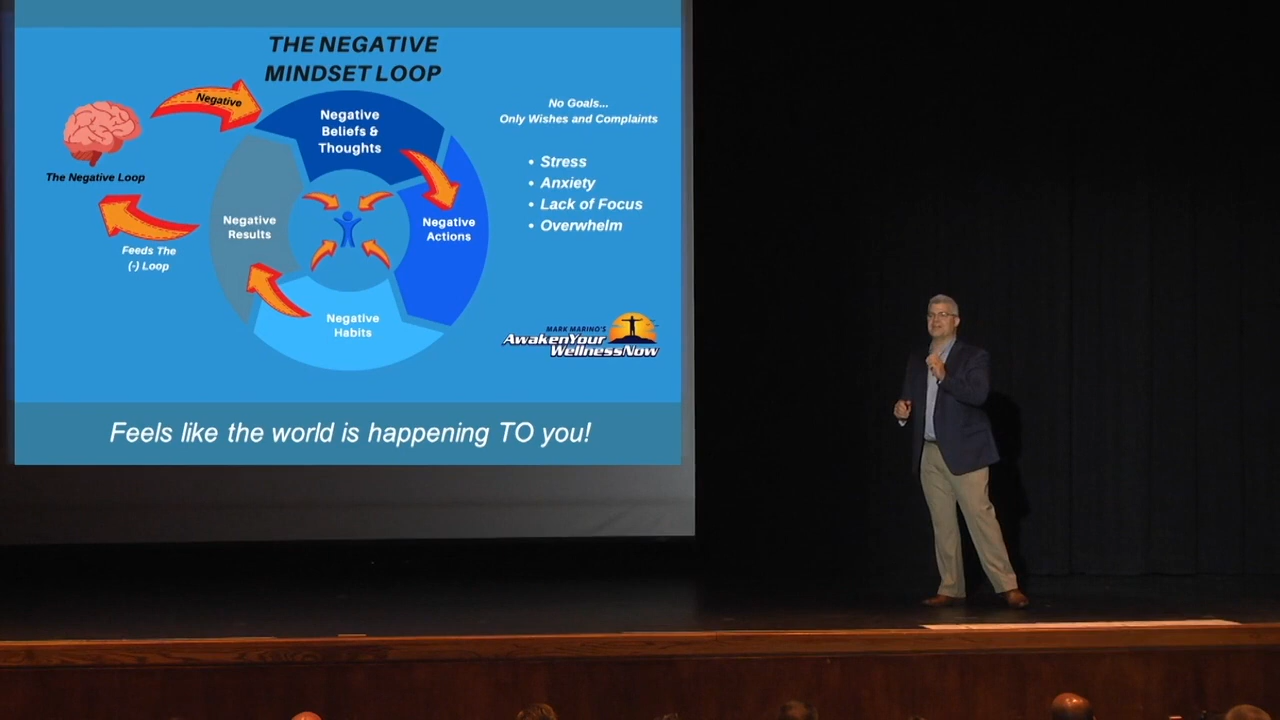 THE NEGATIVE
MINDSET LOOP
Negative
The Negative Loop
Feeds The
(-) Loop
Negative
Beliefs &
Thoughts
Negative
Actions
Negative
Habits
Negative
Results
No Goals...
Only Wishes and Complaints
• Stress
• Anxiety
• Lack of Focus
• Overwhelm
MARK MARINO'S
AwakenYour
WellnessNow
Feels like the world is happening TO you!